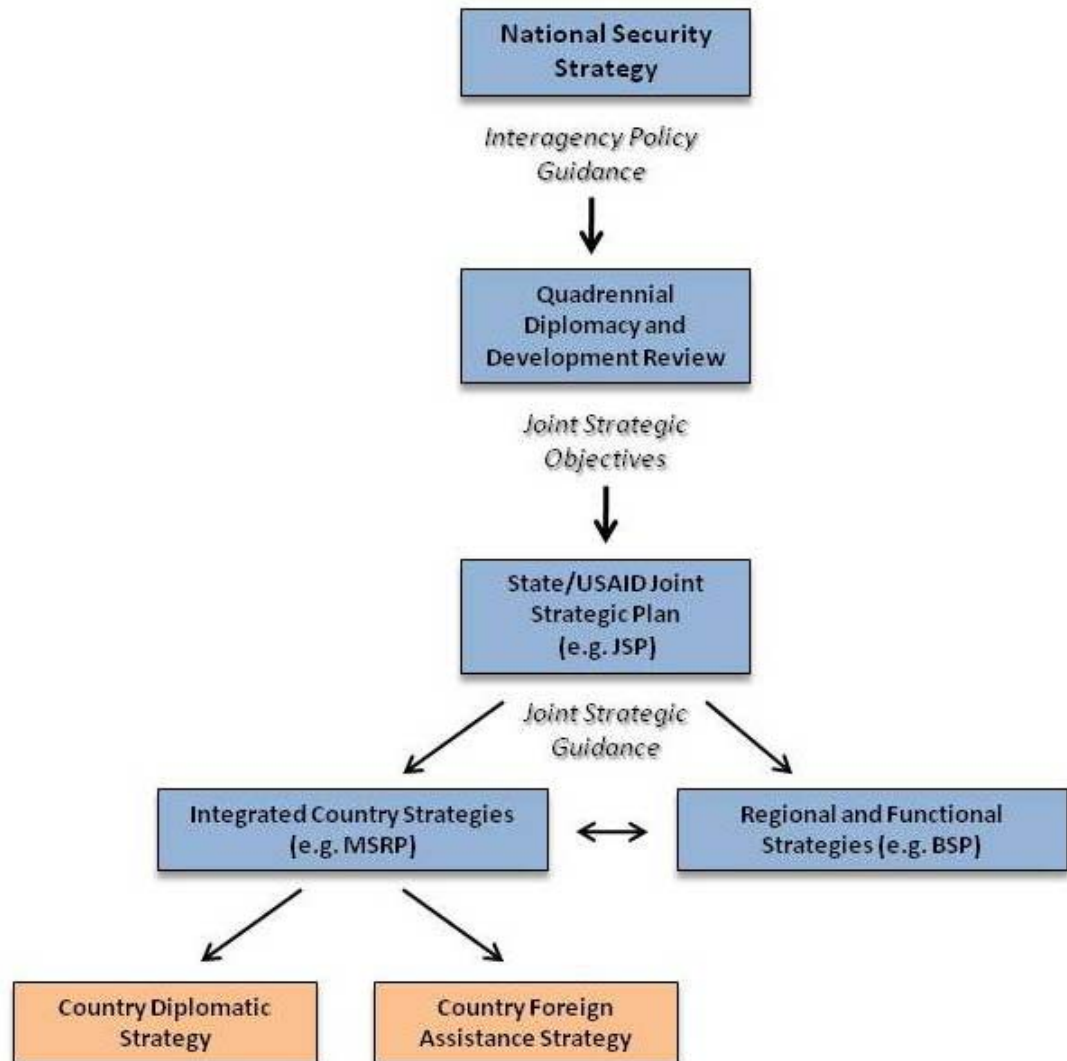 National Security
Strategy
Interagency Policy
Guidance
Quadrennial
Diplomacy and
Development Review
Joint Strategic
Objectives
State/USAID Joint
Strategic Plan
(e.g. JSP)
Joint Strategic
Guidance
Integrated Country Strategies
(e.g. MSRP)
Regional and Functional
Strategies (e.g. BSP)
Country Diplomatic
Strategy
Country Foreign
Assistance Strategy